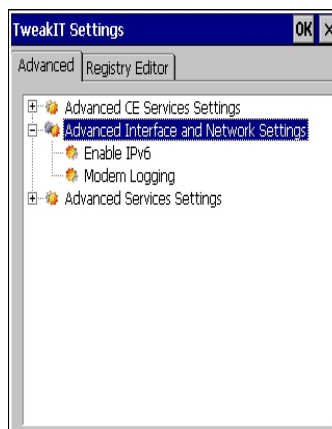 TweakIT Settings OK ×
Advanced Registry Editor
Advanced CE Services Settings
Advanced Interface and Network Settings
Enable IPv6
Modem Logging
Advanced Services Settings